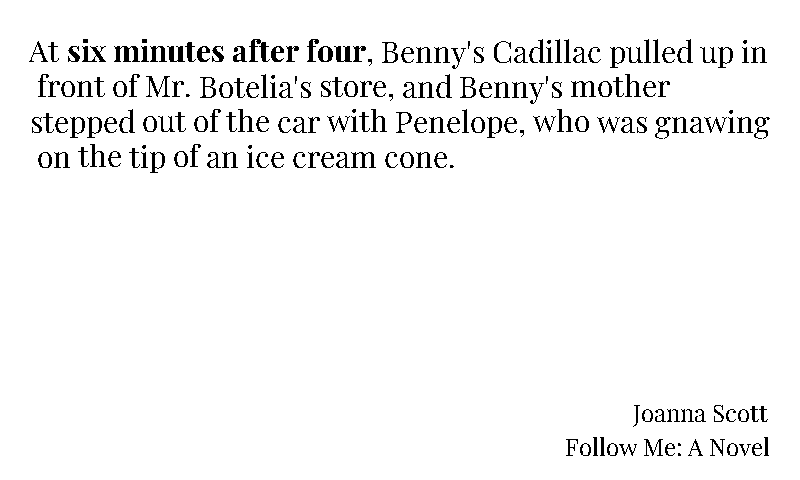 At six minutes after four, Benny's Cadillac pulled up in
front of Mr. Botelia's store, and Benny's mother
stepped out of the car with Penelope, who was gnawing
on the tip of an ice cream cone.
Joanna Scott
Follow Me: A Novel